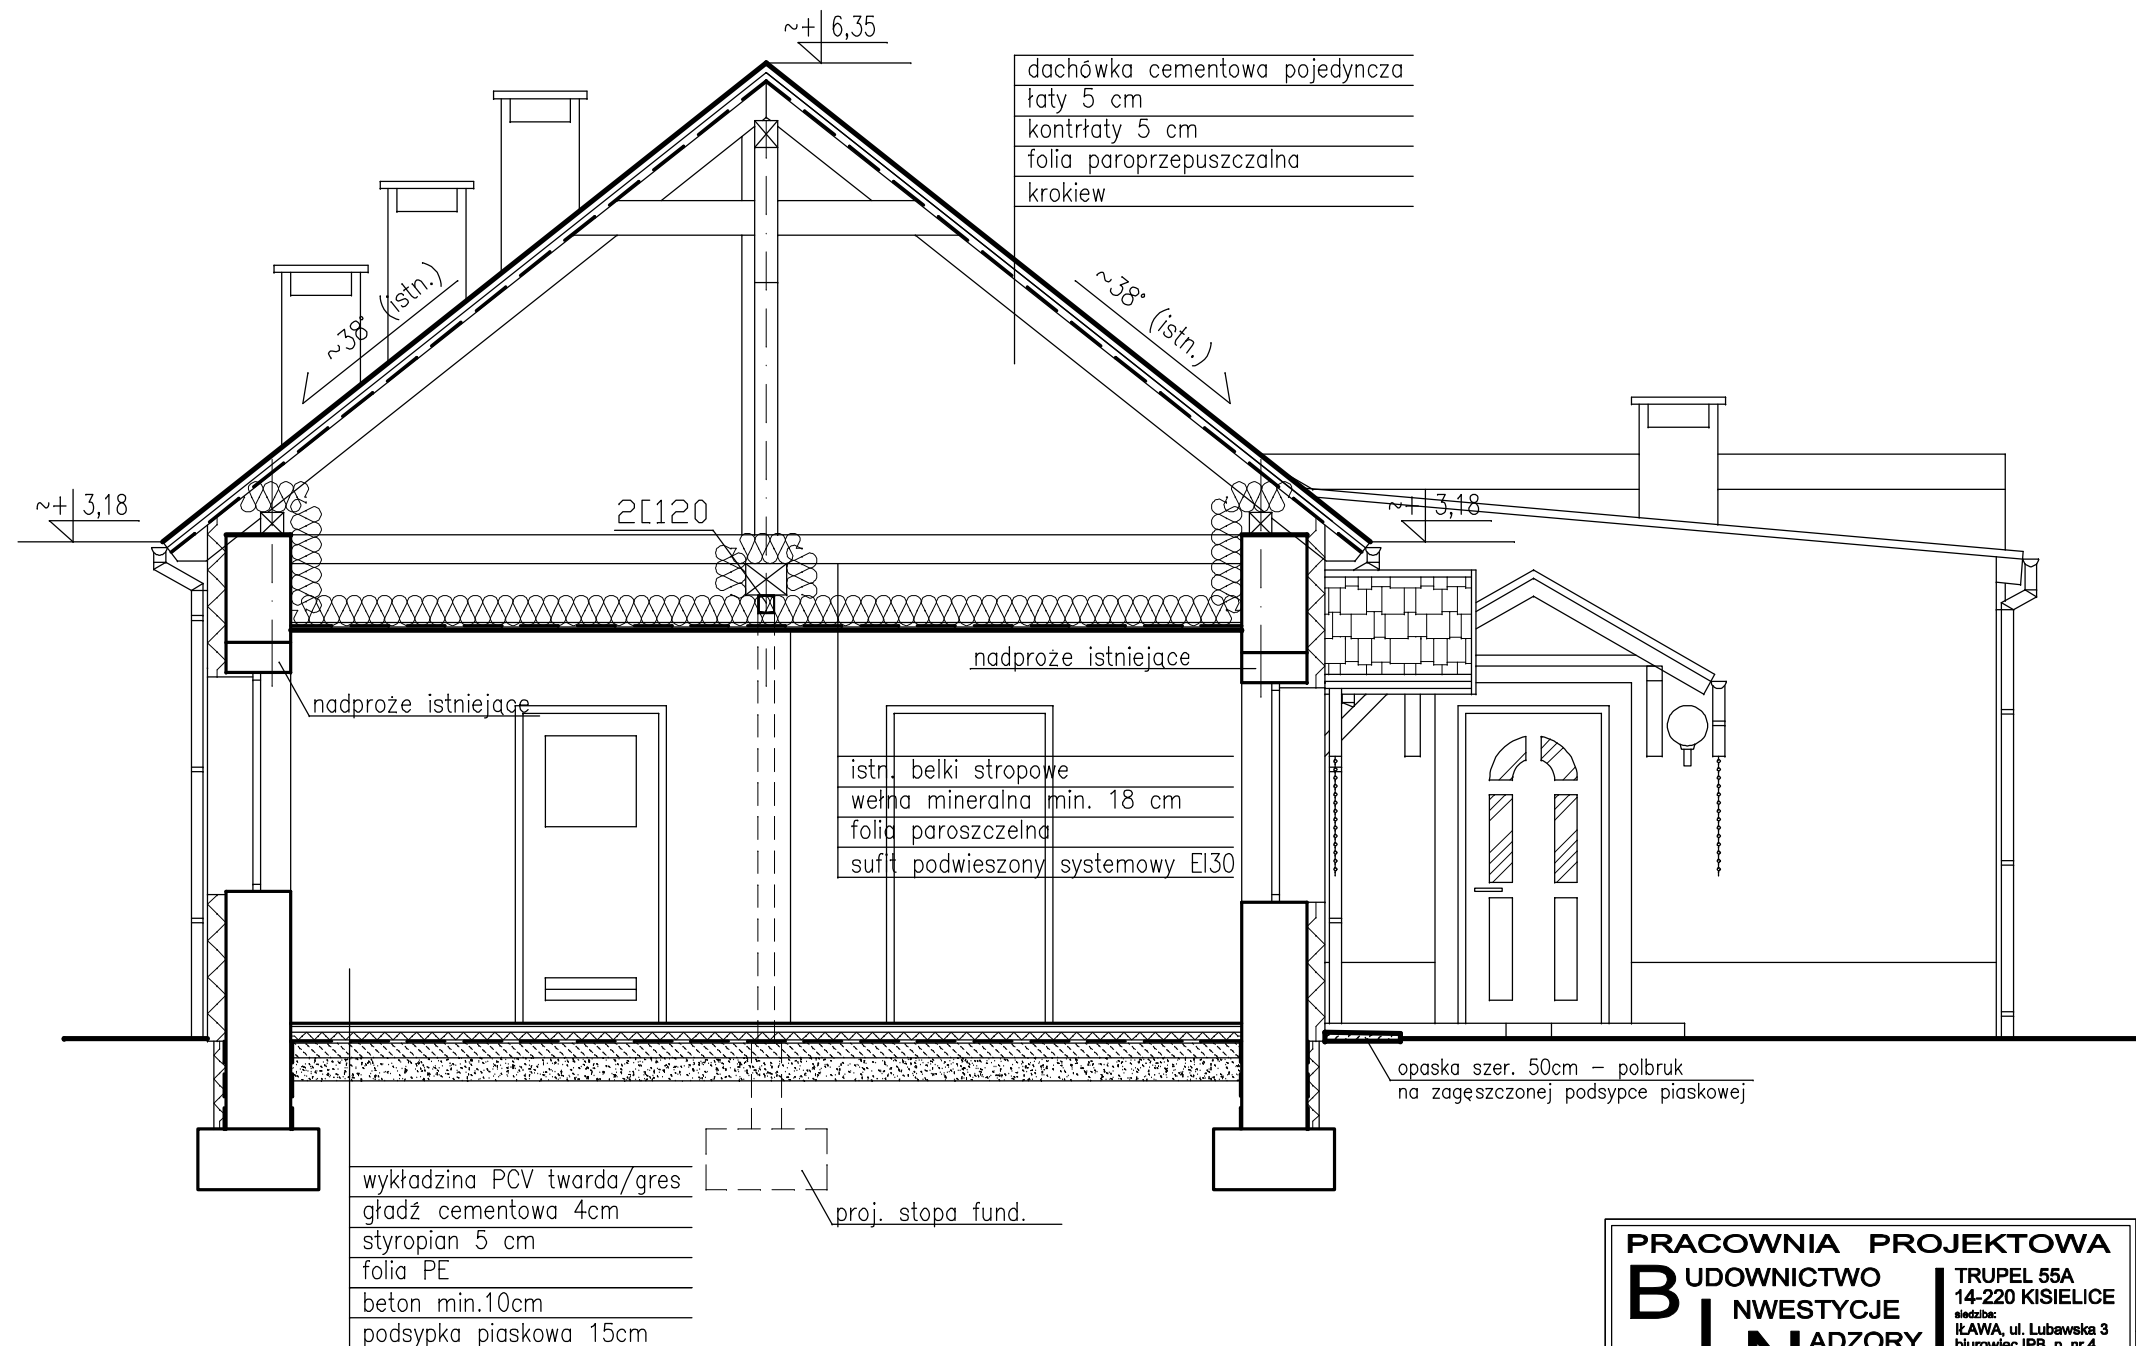 ~+ 6,35
dachówka cementowa pojedyncza
łaty 5 cm
kontrłaty 5 cm
folia paroprzepuszczalna
krokiew
~38° (istn.)
~38° (istn.)
~+ 3,18
2[120
~+ 3,18
nadproże istniejące
nadproże istniejące
istn. belki stropowe
wełna mineralna min. 18 cm
folia paroszczelna
sufit podwieszony systemowy EI30
opaska szer. 50cm – polbruk
na zagęszczonej podsypce piaskowej
wykładzina PCV twarda/gres
gładź cementowa 4cm
styropian 5 cm
folia PE
beton min.10cm
podsypka piaskowa 15cm
proj. stopa fund.
PRACOWNIA PROJEKTOWA
BUDOWNICTWO
INWESTYCJE
NADZORY
TRUPEL 55A
14-220 KISIELICE
siedziba:
IŁAWA, ul. Lubawska 3
biurowiec IPB, p. nr 4